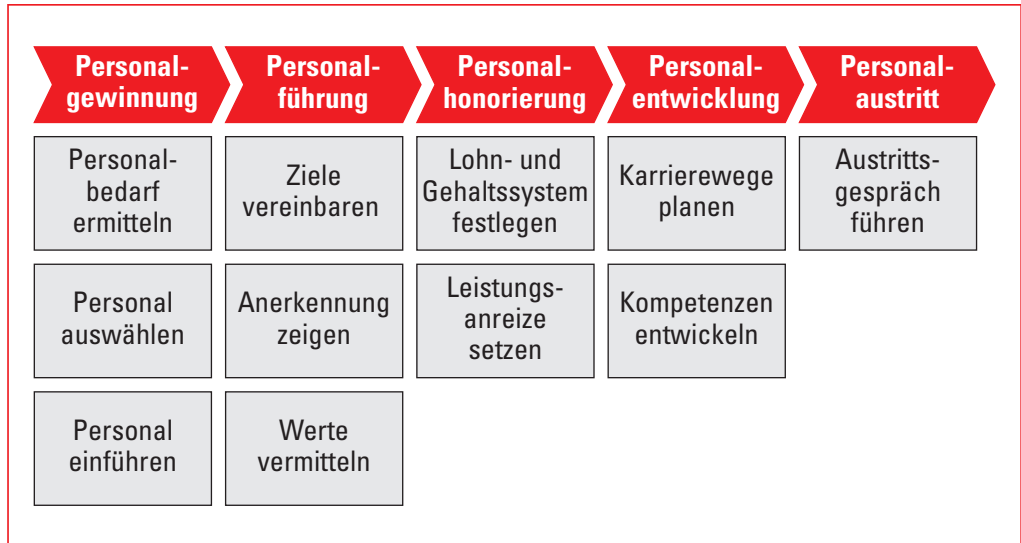 Personal-
gewinnung
Personal-
führung
Personal-
honorierung
Personal-
entwicklung
Personal-
austritt
Personal-
bedarf
ermitteln
Ziele
vereinbaren
Lohn- und
Gehaltssystem
festlegen
Karrierewege
planen
Austritts-
gespräch
führen
Personal
auswählen
Anerkennung
zeigen
Leistungs-
anreize
setzen
Kompetenzen
entwickeln
Personal
einführen
Werte
vermitteln